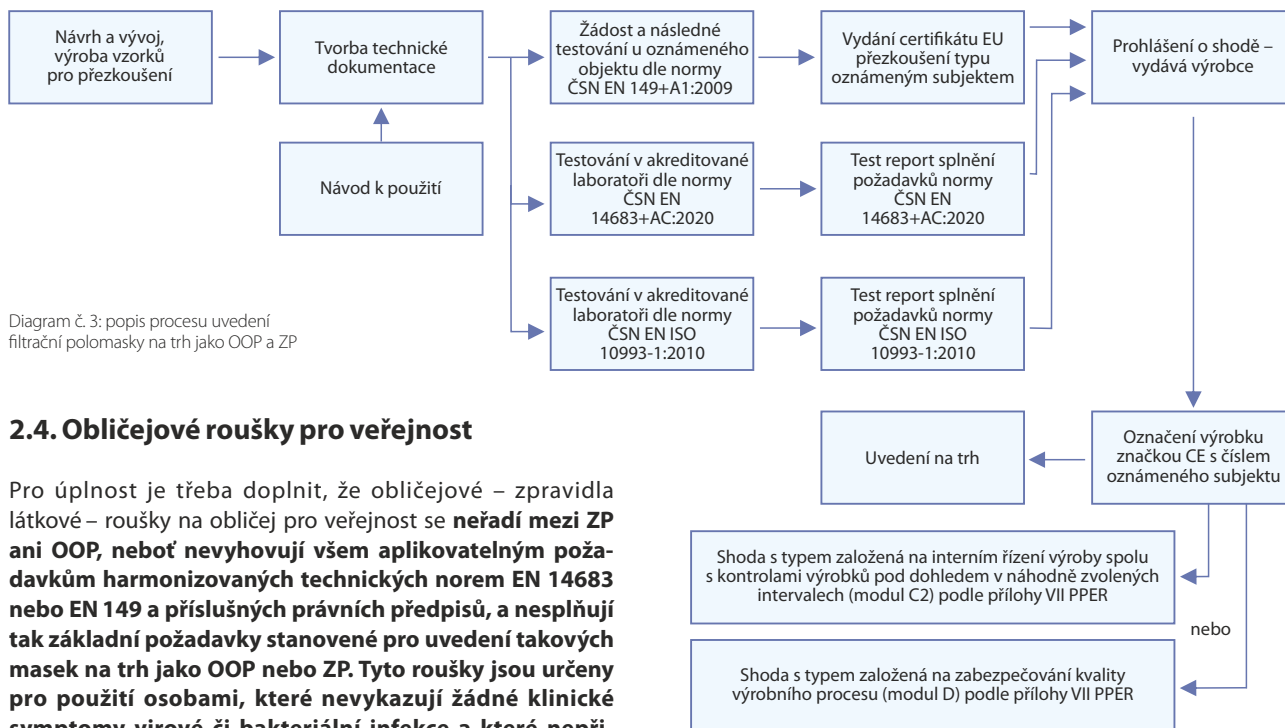 Návrh a vývoj,
výroba vzorků
pro přezkoušení
Tvorba technické
dokumentace
Žádost a následné
testování u oznámeného
objektu dle normy
ČSN EN 149+A1:2009
Vydání certifikátu EU
přezkoušení typu
oznámeným subjektem
Prohlášení o shodě –
vydává výrobce
Návod k použití
Testování v akreditované
laboratoři dle normy
ČSN EN
14683+AC:2020
Test report splnění
požadavků normy
ČSN EN
14683+AC:2020
Testování v akreditované
laboratoři dle normy
ČSN EN ISO
10993-1:2010
Test report splnění
požadavků normy
ČSN EN ISO
10993-1:2010
Diagram č. 3: popis procesu uvedení
filtrační polomasky na trh jako OOP a ZP
Uvedení na trh
Označení výrobku
značkou CE s číslem
oznámeného subjektu
Shoda s typem založená na interním řízení výroby spolu
s kontrolami výrobků pod dohledem v náhodně zvolených
intervalech (modul C2) podle přílohy VII PPER
nebo
Shoda s typem založená na zabezpečování kvality
výrobního procesu (modul D) podle přílohy VII PPER
2.4. Obličejové roušky pro veřejnost
Pro úplnost je třeba doplnit, že obličejové – zpravidla
látkové – roušky na obličej pro veřejnost se neřadí mezi ZP
ani OOP, neboť nevyhovují všem aplikovatelným poža-
davkům harmonizovaných technických norem EN 14683
nebo EN 149 a příslušných právních předpisů, a nesplňují
tak základní požadavky stanovené pro uvedení takových
masek na trh jako OOP nebo ZP. Tyto roušky jsou určeny
pro použití osobami, které nevykazují žádné klinické
symptomy virové či bakteriální infekce a které nepři-